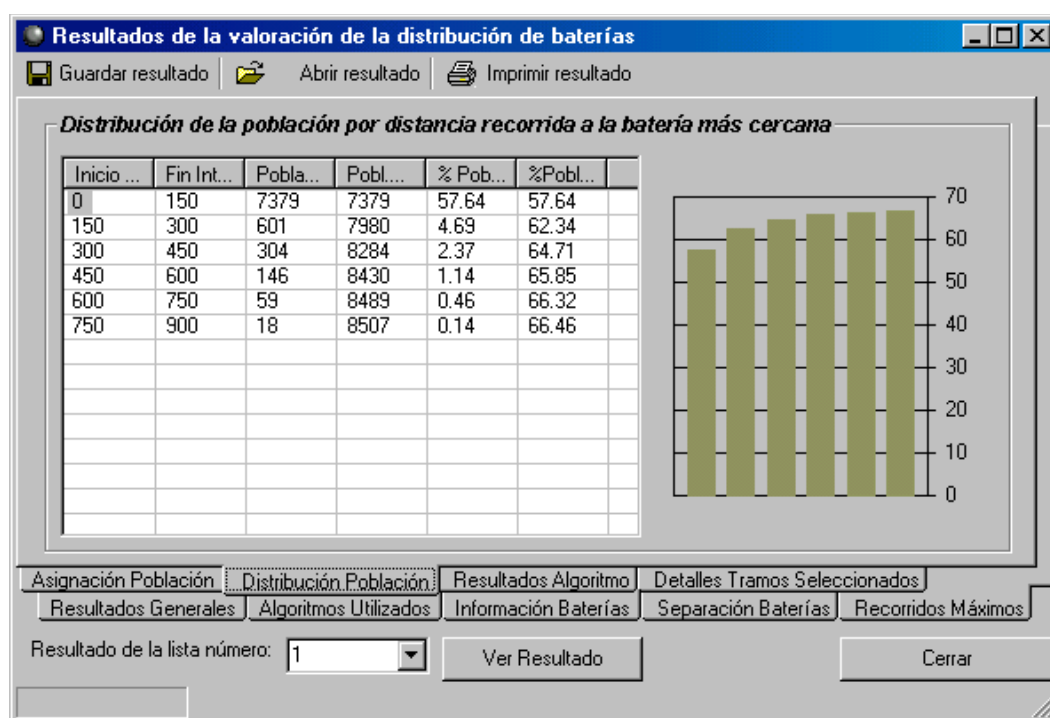 Resultados de la valoración de la distribución de baterías
Guardar resultado Abrir resultado Imprimir resultado
Distribución de la población por distancia recorrida a la batería más cercana
Inicio ... Fin Int... Pobla... Pobl.... % Pob... %Pobl...
0 150 7379 7379 57.64 57.64
150 300 601 7980 4.69 62.34
300 450 304 8284 2.37 64.71
450 600 146 8430 1.14 65.85
600 750 59 8489 0.46 66.32
750 900 18 8507 0.14 66.46
70
60
50
40
30
20
10
0
Asignación Población Distribución Población Resultados Algoritmo Detalles Tramos Seleccionados
Resultados Generales Algoritmos Utilizados Información Baterías Separación Baterías Recorridos Máximos
Resultado de la lista número: 1 Ver Resultado Cerrar